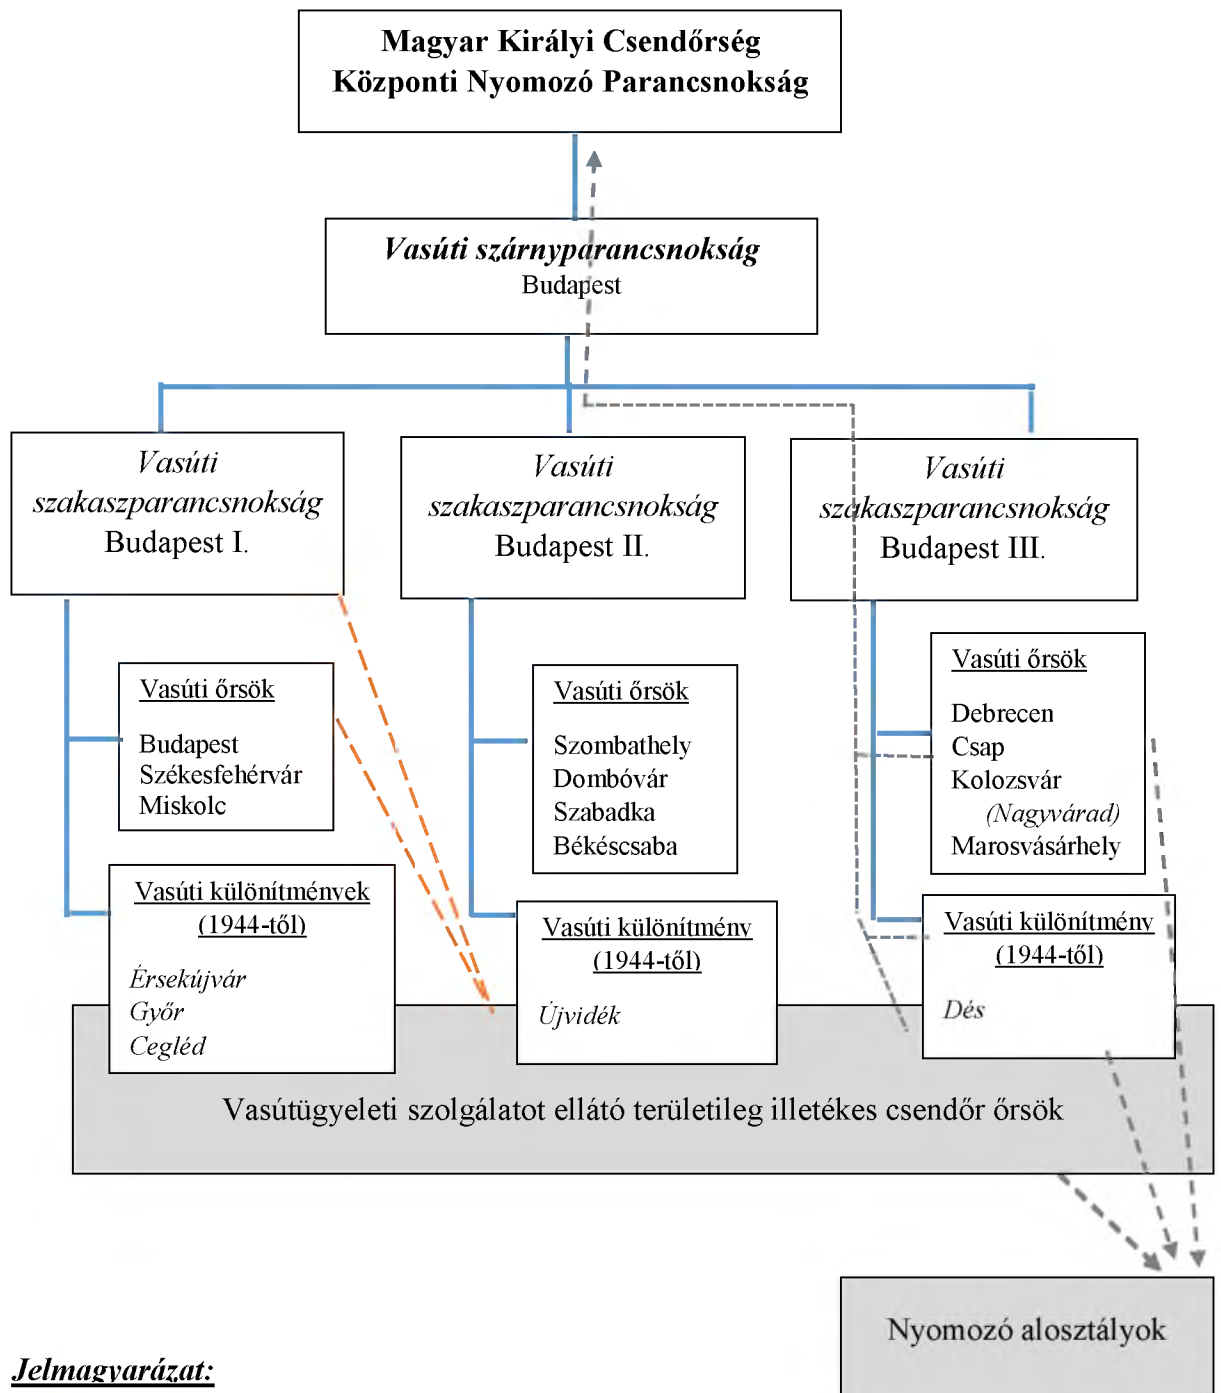 Magyar Királyi Csendőrség
Központi Nyomozó Parancsnokság
Vasúti szárnyparancsnokság
Budapest
Vasúti
szakaszparancsnokság
Budapest I.
Vasúti
szakaszparancsnokság
Budapest II.
Vasúti
szakaszparancsnokság
Budapest III.
Vasúti őrsök
Budapest
Székesfehérvár
Miskolc
Vasúti őrsök
Szombathely
Dombóvár
Szabadka
Békéscsaba
Vasúti őrsök
Debrecen
Csap
Kolozsvár
(Nagyvárad)
Marosvásárhely
Vasúti különítmények
(1944-től)
Érsekújvár
Győr
Cegléd
Vasúti különítmény
(1944-től)
Újvidék
Vasúti különítmény
(1944-től)
Dés
Vasútügyeleti szolgálatot ellátó területileg illetékes csendőr őrsök
Nyomozó alosztályok
Jelmagyarázat: